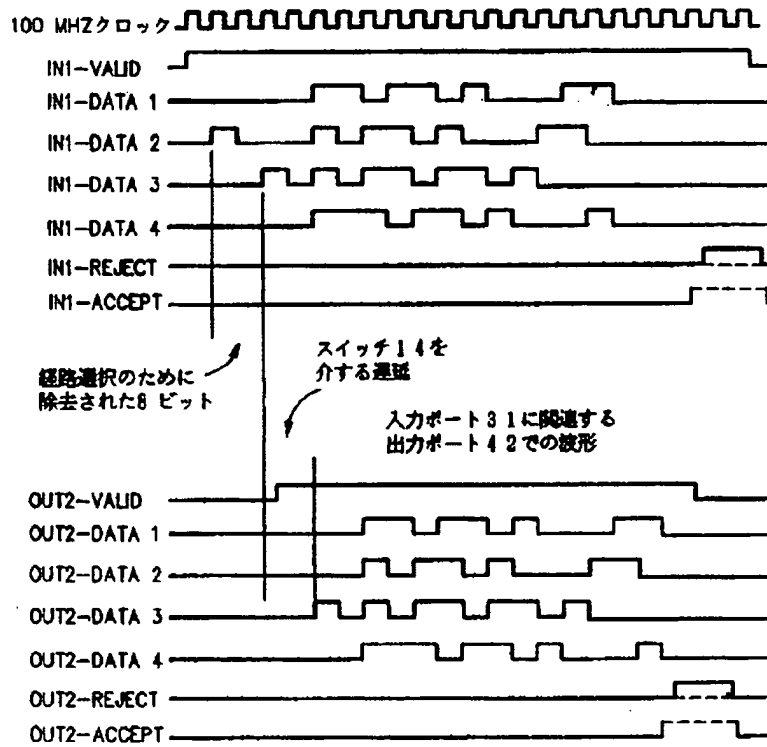 100 MHZクロック
IN1-VALID
IN1-DATA 1
IN1-DATA 2
IN1-DATA 3
IN1-DATA 4
IN1-REJECT
IN1-ACCEPT
経路選択のために
除去された8 ビット
スイッチ14を
介する遅延
入力ポート31に関連する
出力ポート42での波形
OUT2-VALID
OUT2-DATA 1
OUT2-DATA 2
OUT2-DATA 3
OUT2-DATA 4
OUT2-REJECT
OUT2-ACCEPT